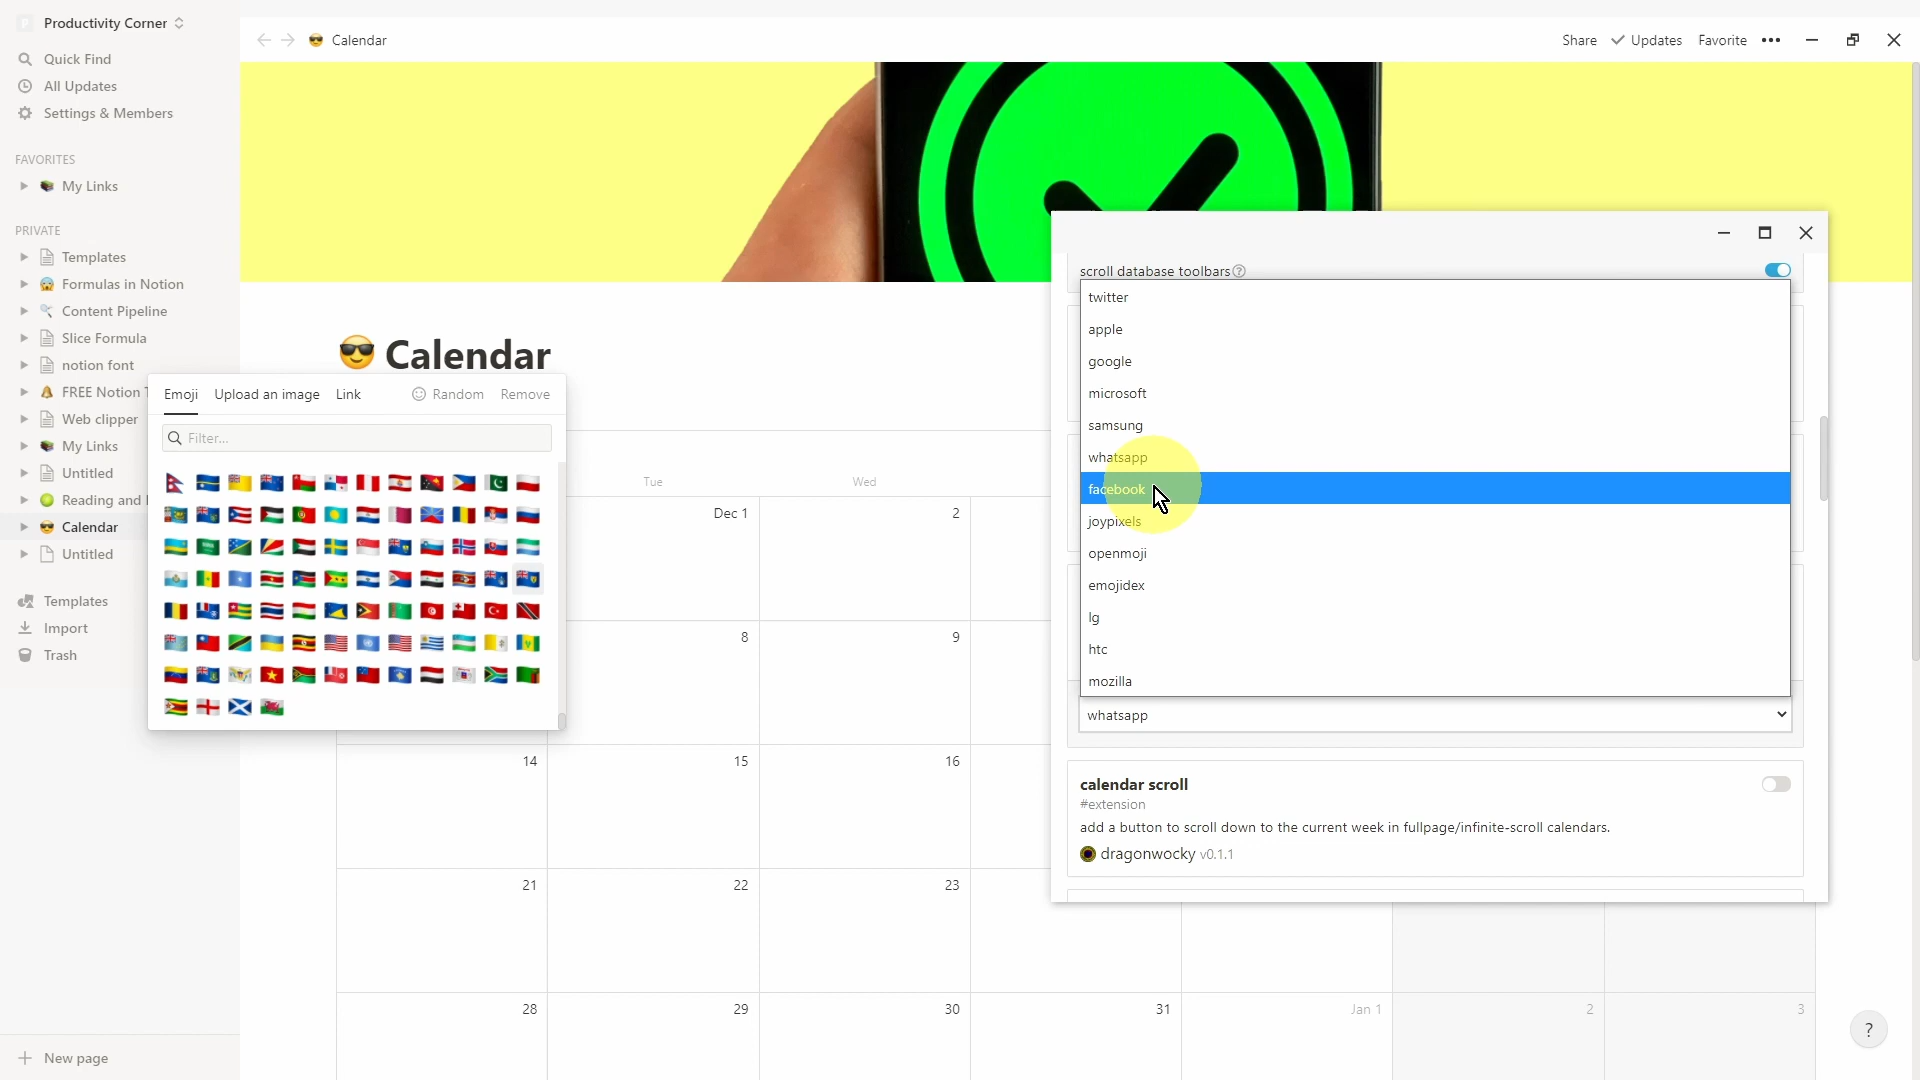 Productivity Corner
Quick Find
All Updates
Settings & Members
FAVORITES
My Links
PRIVATE
Templates
Formulas in Notion
Content Pipeline
Slice Formula
notion font
FREE Notion
Web clipper
My Links
Untitled
Reading and
Calendar
Untitled
Templates
Import
Trash
New page
Calendar
Share
Updates
Favorite
Calendar
Emoji Upload an image Link Random Remove
Filter...
Tue Wed
Dec 1 2
8 9
14 15 16
21 22 23
28 29 30 31 Jan 1 2 3
scroll database toolbars
twitter
apple
google
microsoft
samsung
whatsapp
facebook
joypixels
openmoji
emojidex
lg
htc
mozilla
whatsapp
calendar scroll
#extension
add a button to scroll down to the current week in fullpage/infinite-scroll calendars.
dragonwocky v0.1.1
?